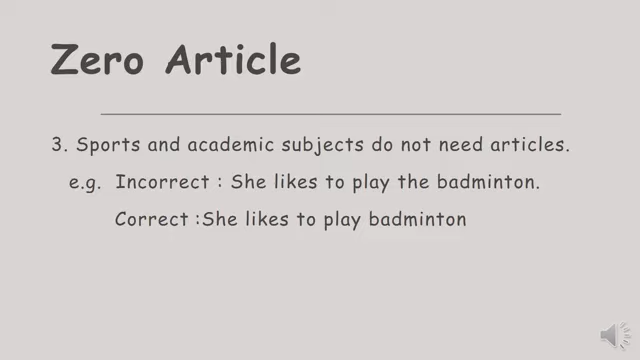 Zero Article
3. Sports and academic subjects do not need articles.
e.g. Incorrect : She likes to play the badminton.
Correct :She likes to play badminton